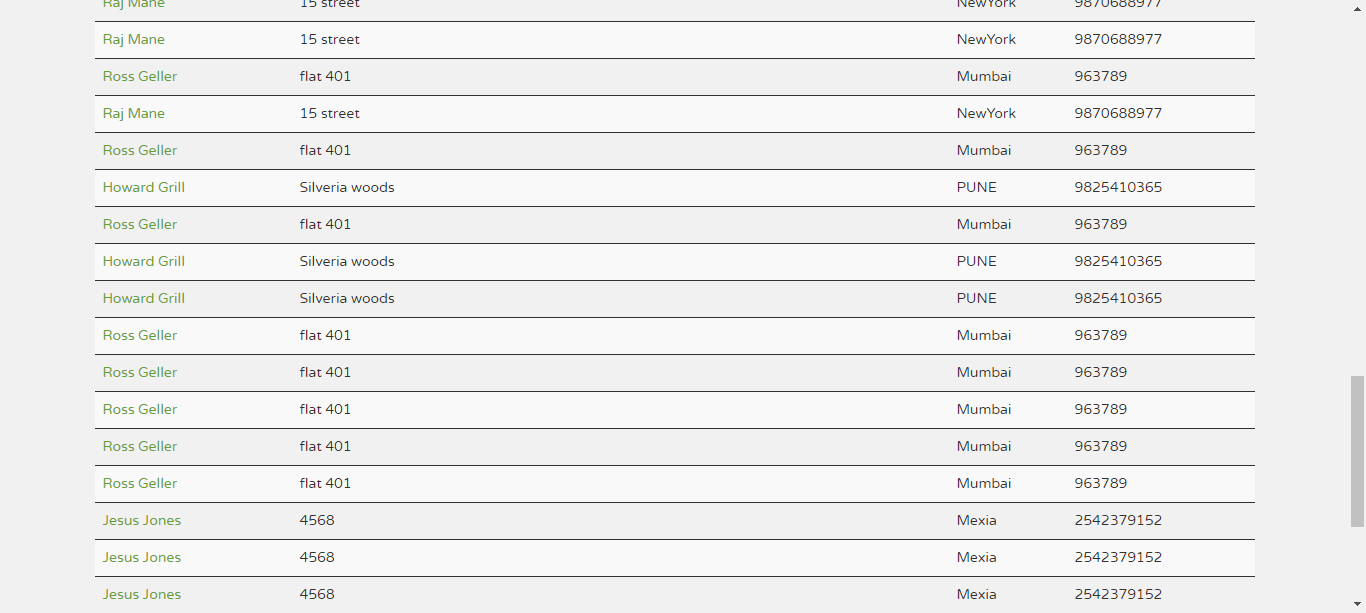 Raj Mane 15 street NewYork 9870688977
Raj Mane 15 street NewYork 9870688977
Ross Geller flat 401 Mumbai 963789
Raj Mane 15 street NewYork 9870688977
Ross Geller flat 401 Mumbai 963789
Howard Grill Silveria woods PUNE 9825410365
Ross Geller flat 401 Mumbai 963789
Howard Grill Silveria woods PUNE 9825410365
Howard Grill Silveria woods PUNE 9825410365
Ross Geller flat 401 Mumbai 963789
Ross Geller flat 401 Mumbai 963789
Ross Geller flat 401 Mumbai 963789
Ross Geller flat 401 Mumbai 963789
Ross Geller flat 401 Mumbai 963789
Jesus Jones 4568 Mexia 2542379152
Jesus Jones 4568 Mexia 2542379152
Jesus Jones 4568 Mexia 2542379152